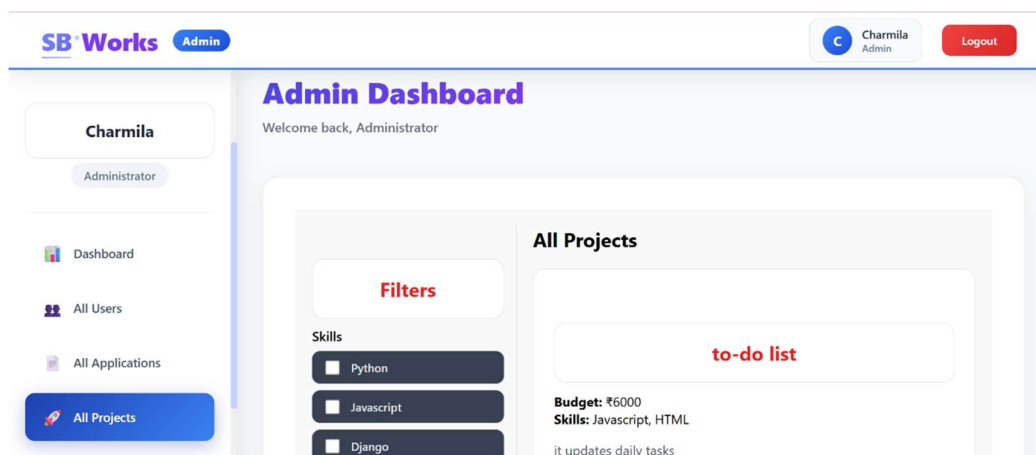 SB Works Admin
C
Charmila
Admin
Logout
Charmila
Administrator
Dashboard
All Users
All Applications
All Projects
Admin Dashboard
Welcome back, Administrator
Filters
Skills
Python
Javascript
Django
All Projects
to-do list
Budget: ₹6000
Skills: Javascript, HTML
it updates daily tasks